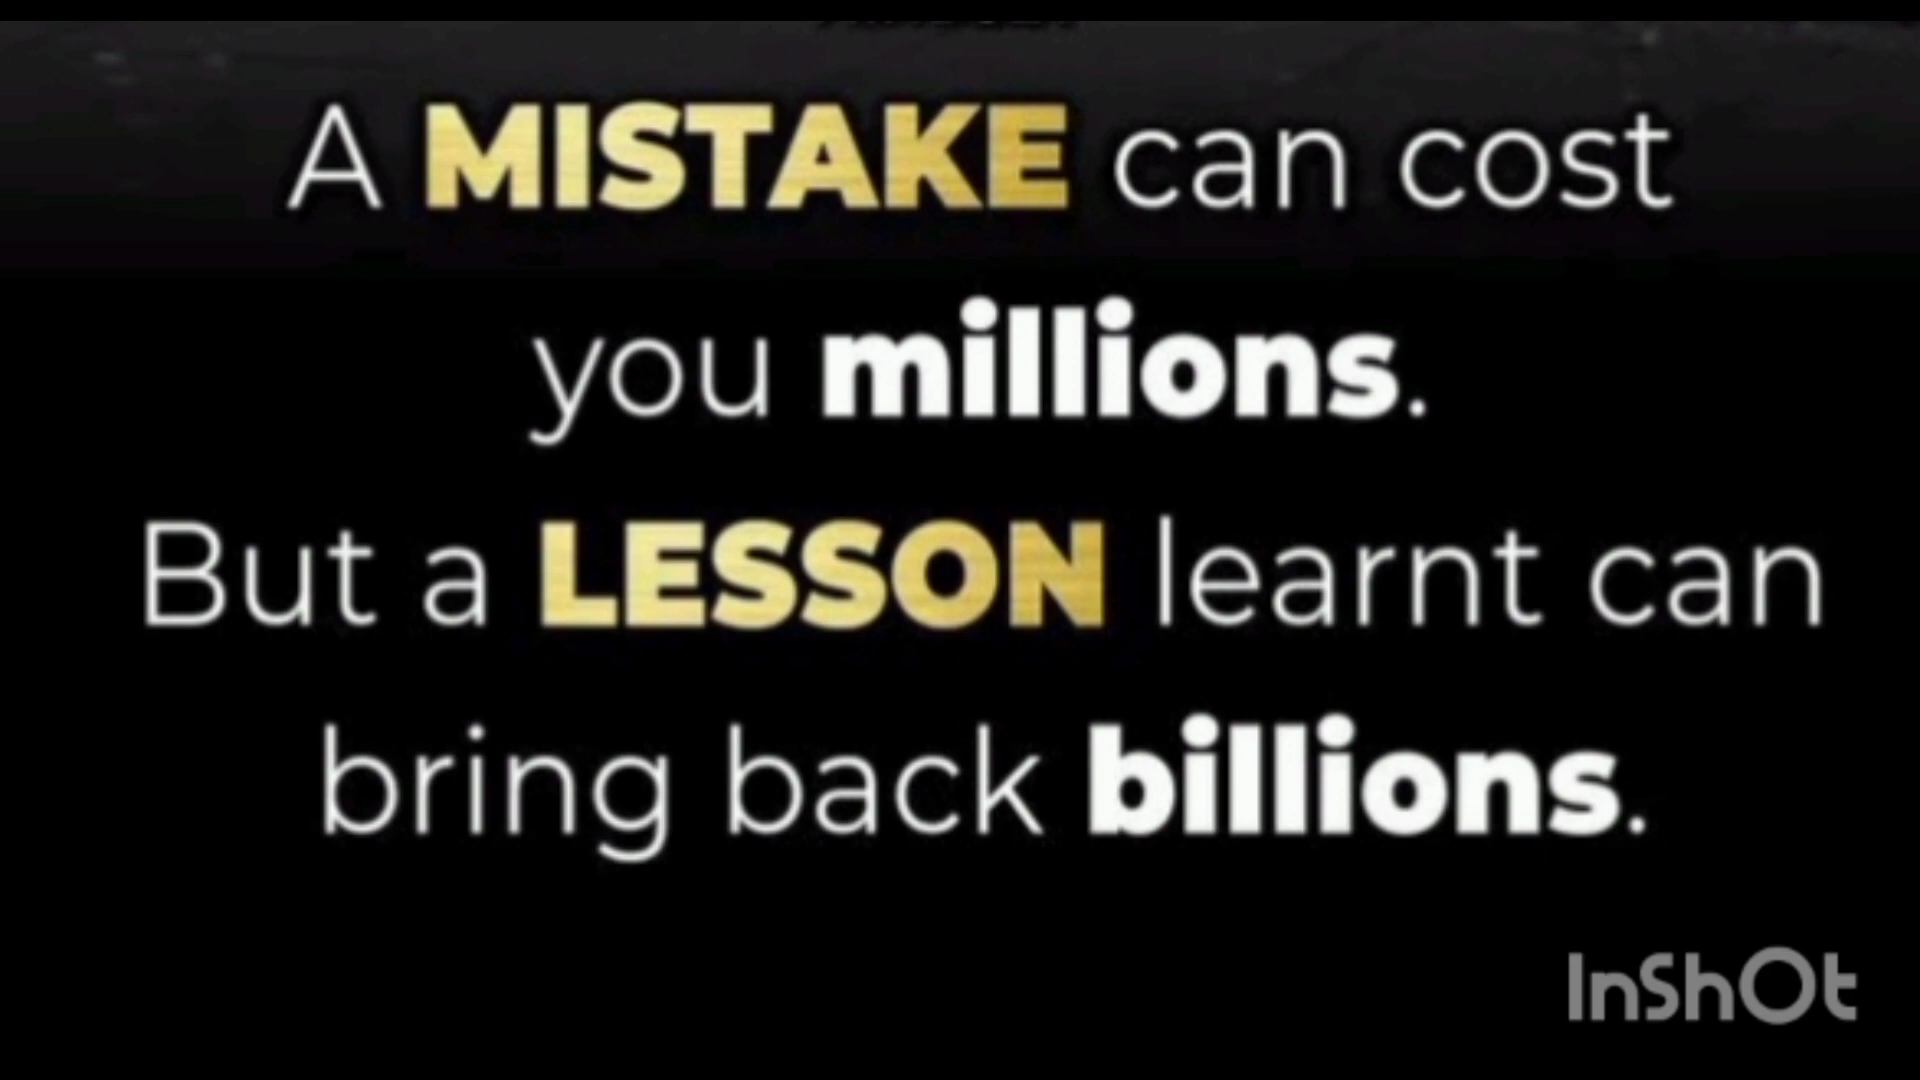 A MISTAKE can cost
you millions.
But a LESSON learnt can
bring back billions.
InShOt